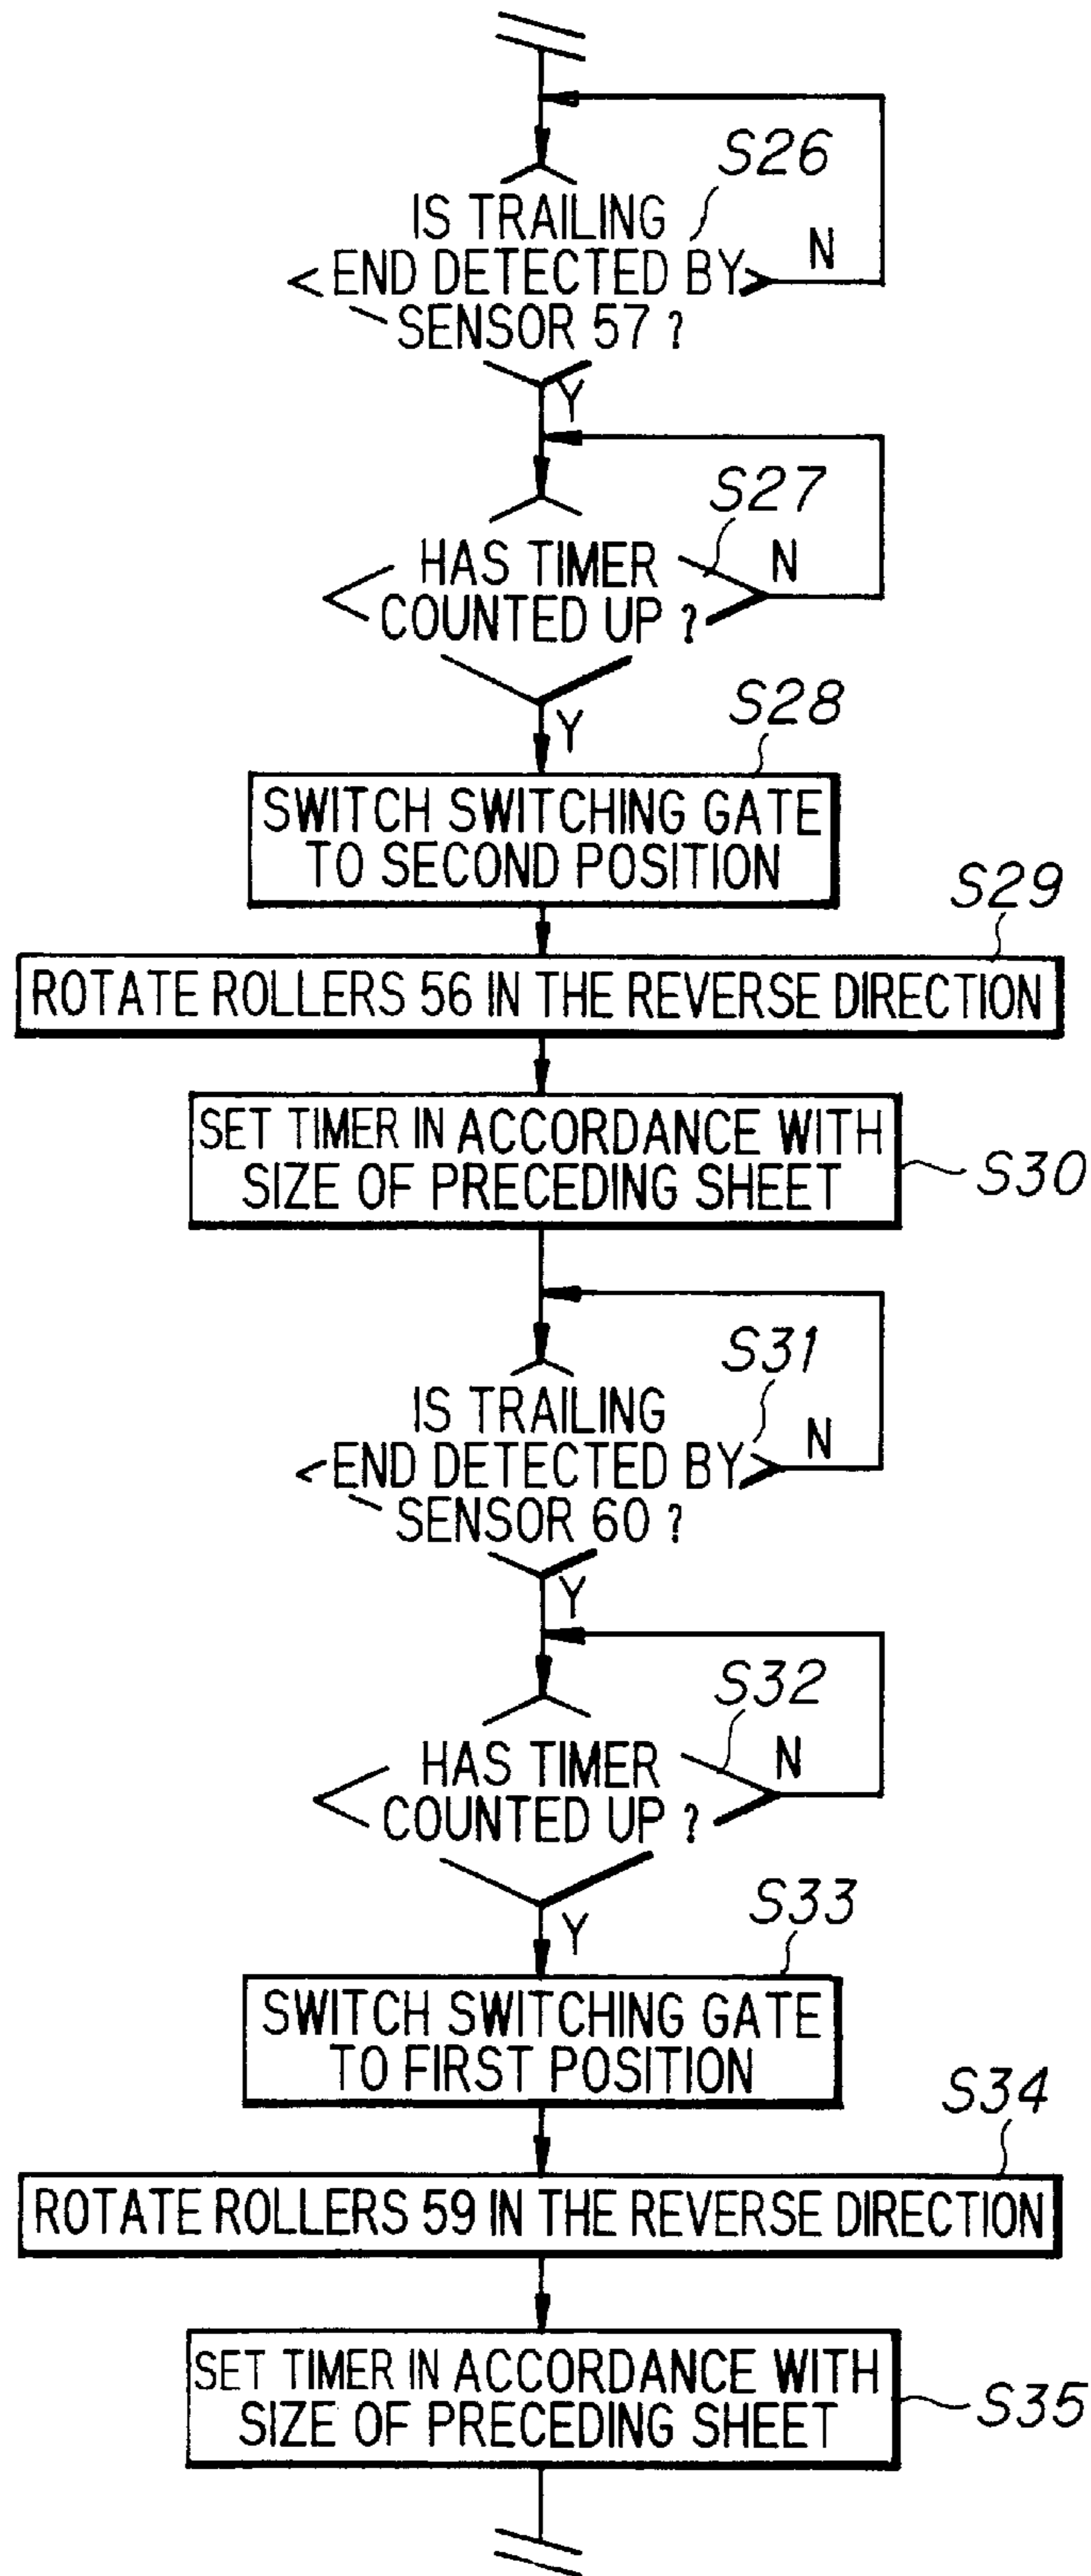 S26
IS TRAILING
END DETECTED BY
N
SENSOR 57 ?
Y
S27
HAS TIMER
N
COUNTED UP ?
Y
S28
SWITCH SWITCHING GATE
TO SECOND POSITION
S29
ROTATE ROLLERS 56 IN THE REVERSE DIRECTION
SET TIMER IN ACCORDANCE WITH
SIZE OF PRECEDING SHEET
S30
S31
IS TRAILING
END DETECTED BY
N
SENSOR 60 ?
Y
S32
HAS TIMER
N
COUNTED UP ?
Y
S33
SWITCH SWITCHING GATE
TO FIRST POSITION
S34
ROTATE ROLLERS 59 IN THE REVERSE DIRECTION
SET TIMER IN ACCORDANCE WITH
SIZE OF PRECEDING SHEET
S35